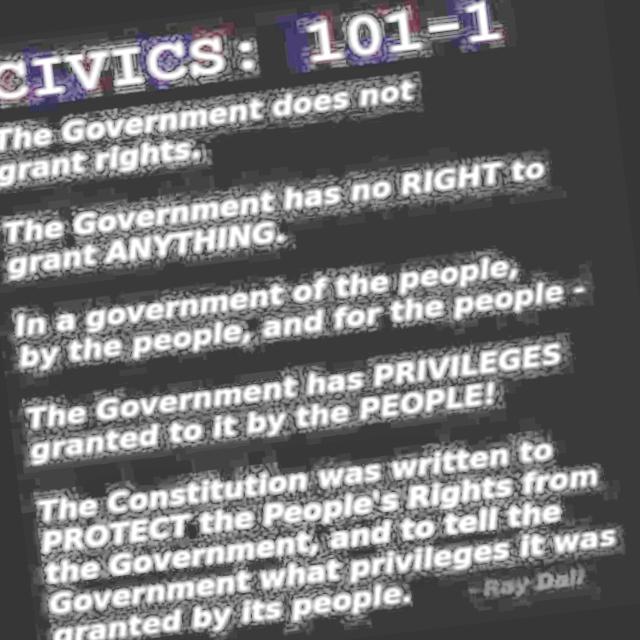 CIVICS: 101-1
The Government does not
grant rights.
The Government has no RIGHT to
grant ANYTHING.
In a government of the people,
by the people, and for the people -
The Government has PRIVILEGES
granted to it by the PEOPLE!
The Constitution was written to
PROTECT the People's Rights from
the Government, and to tell the
Government what privileges it was
granted by its people.
- Ray Dull